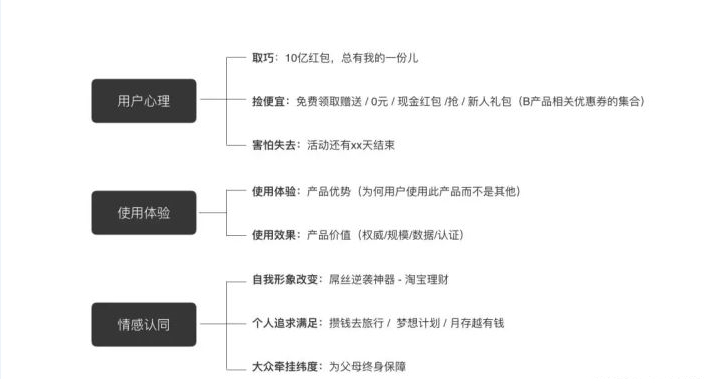 用户心理
取巧：10亿红包，总有我的一份儿
捡便宜：免费领取赠送 / 0元 / 现金红包 /抢 / 新人礼包（B产品相关优惠券的集合）
害怕失去：活动还有xx天结束
使用体验
使用体验：产品优势（为何用户使用此产品而不是其他）
使用效果：产品价值（权威/规模/数据/认证）
情感认同
自我形象改变：屌丝逆袭神器 - 淘宝理财
个人追求满足：攒钱去旅行 / 梦想计划 / 月存越有钱
大众牵挂纬度：为父母终身保障